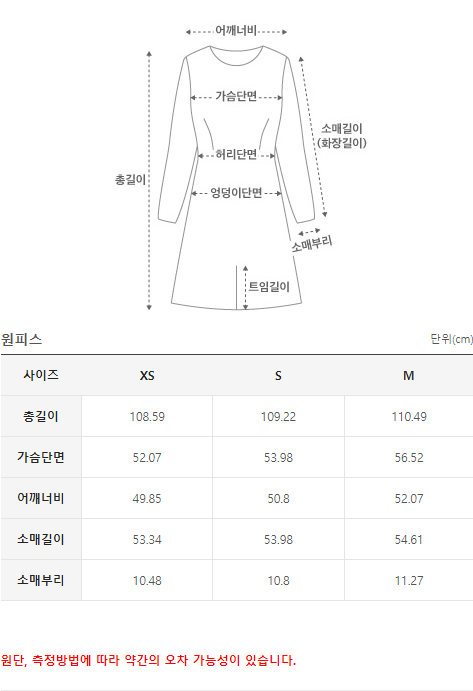 어깨너비
가슴단면
소매길이
(화장길이)
허리단면
총길이
엉덩이단면
소매부리
트임길이
원피스 단위(cm)
사이즈 XS S M
총길이 108.59 109.22 110.49
가슴단면 52.07 53.98 56.52
어깨너비 49.85 50.8 52.07
소매길이 53.34 53.98 54.61
소매부리 10.48 10.8 11.27
원단, 측정방법에 따라 약간의 오차 가능성이 있습니다.